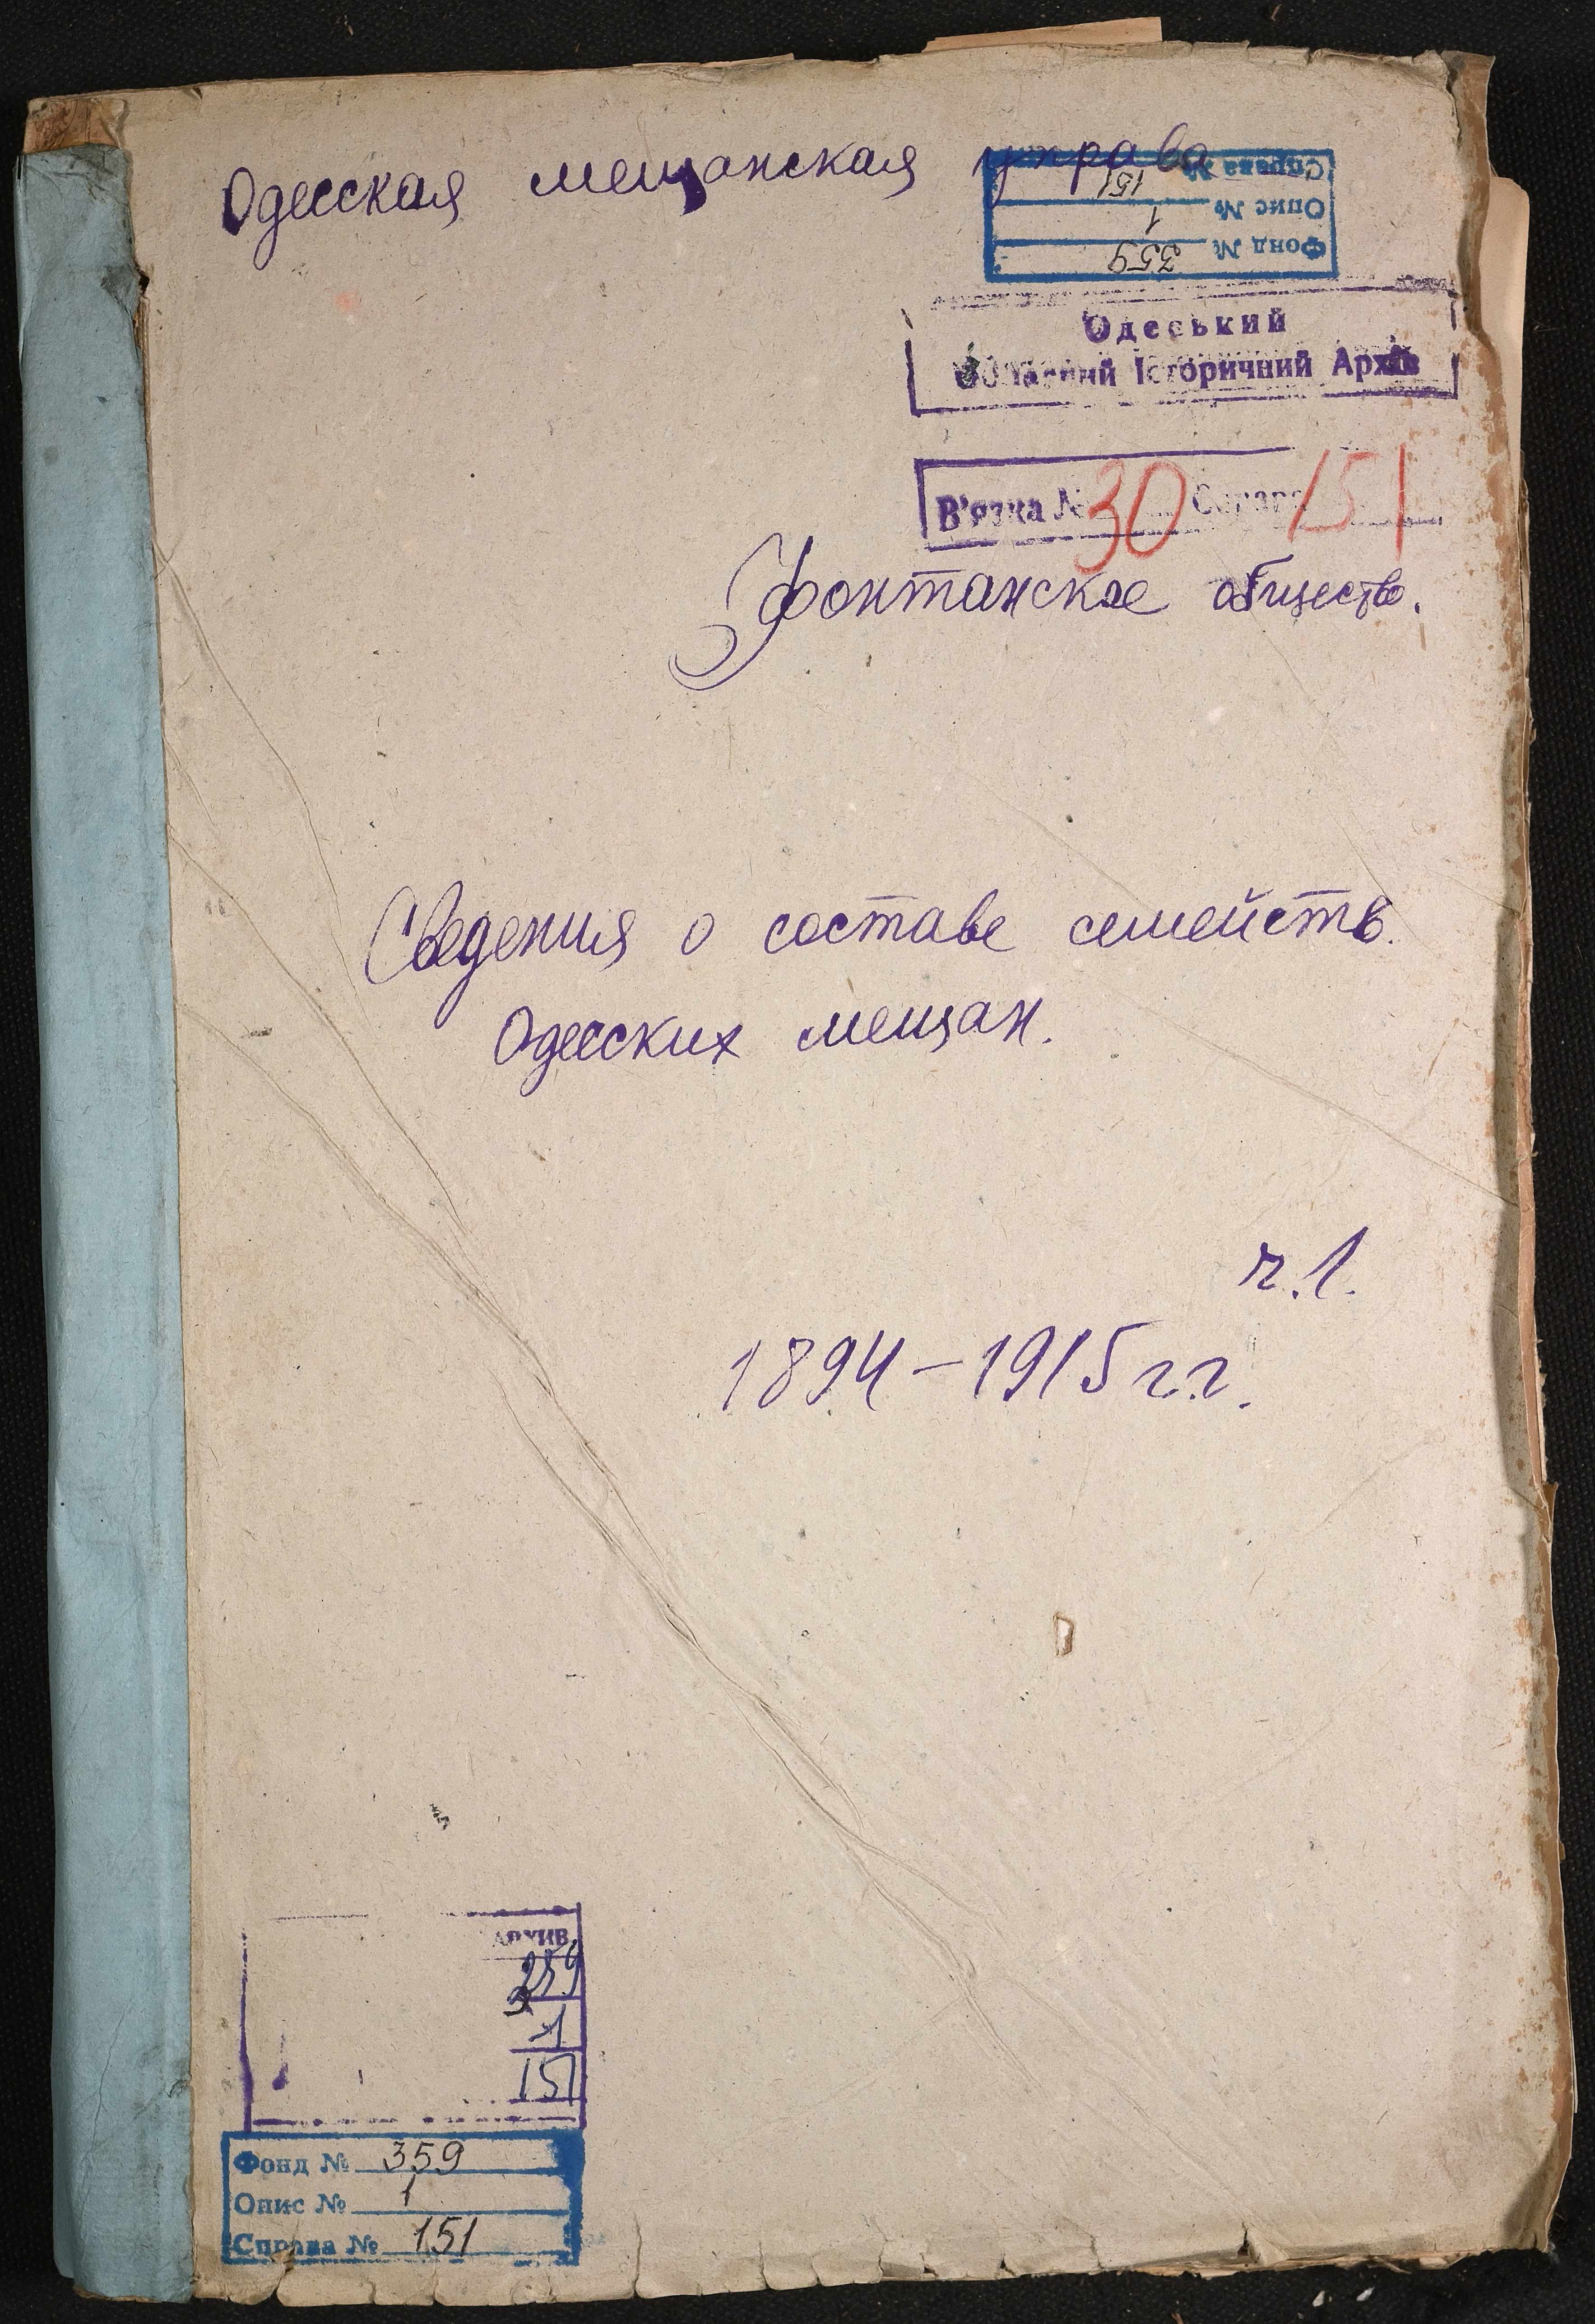 Одесская мещанская управа
Справа № 151
Опис № 1
Фонд № 359
Одеський
Обласний Історичний Архів
В'язка № 30 Справа 151
Фонтанское общество.
Сведения о составе семейств.
Одесских мещан.
ч.1.
1894-1915 г.г.
АРХИВ
359
1
151
Фонд № 359
Опис № 1
Справа № 151